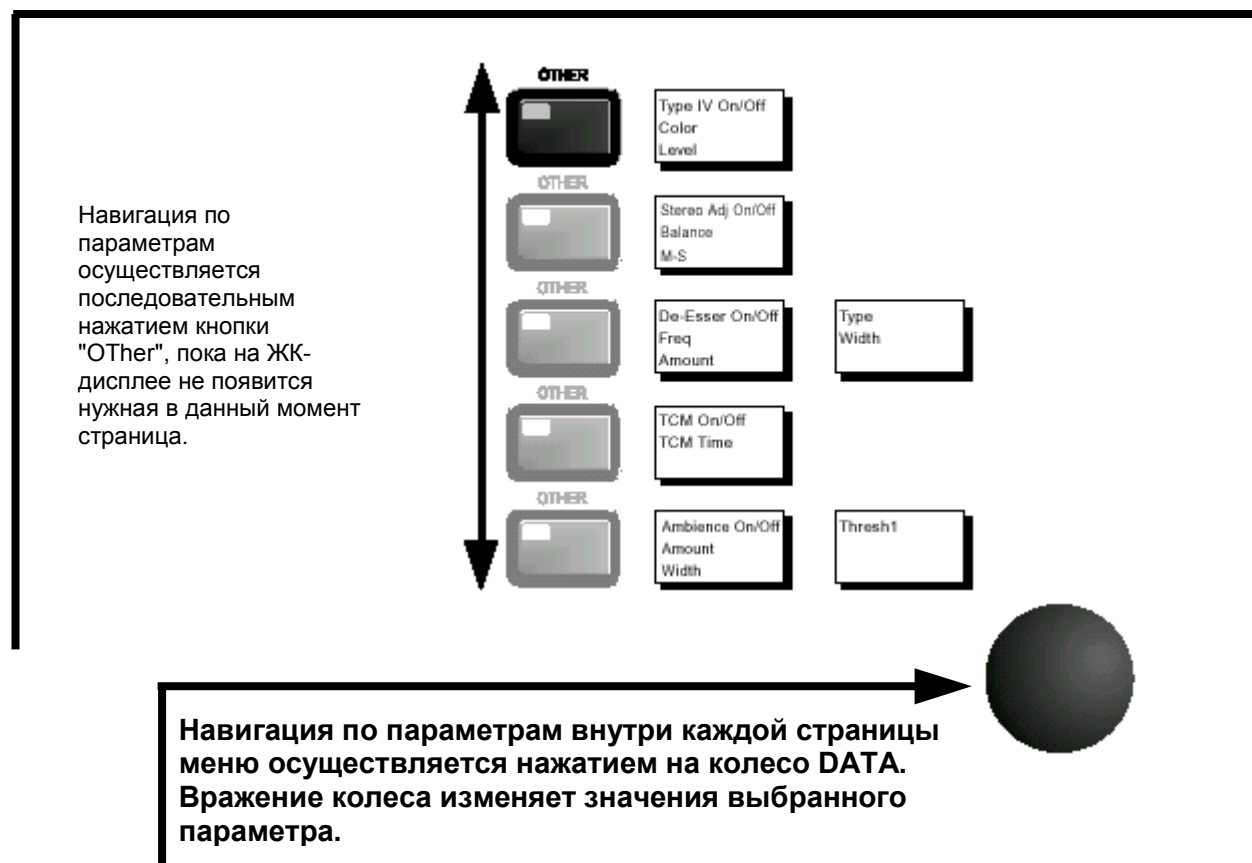 OTHER
Type IV On/Off
Color
Level
OTHER
Stereo Adj On/Off
Balance
M-S
OTHER
De-Esser On/Off
Freq
Amount
Type
Width
OTHER
TCM On/Off
TCM Time
OTHER
Ambience On/Off
Amount
Width
Thresh1
Навигация по
параметрам
осуществляется
последовательным
нажатием кнопки
"OTher", пока на ЖК-
дисплее не появится
нужная в данный момент
страница.
Навигация по параметрам внутри каждой страницы
меню осуществляется нажатием на колесо DATA.
Вражение колеса изменяет значения выбранного
параметра.